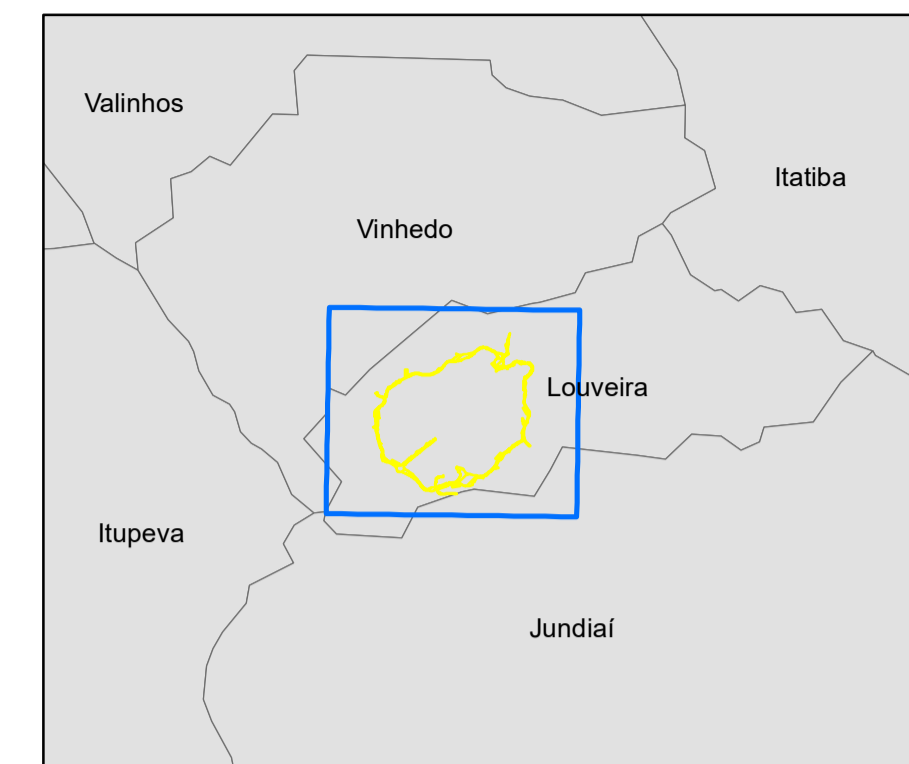 Valinhos
Itatiba
Vinhedo
Louveira
Itupeva
Jundiaí